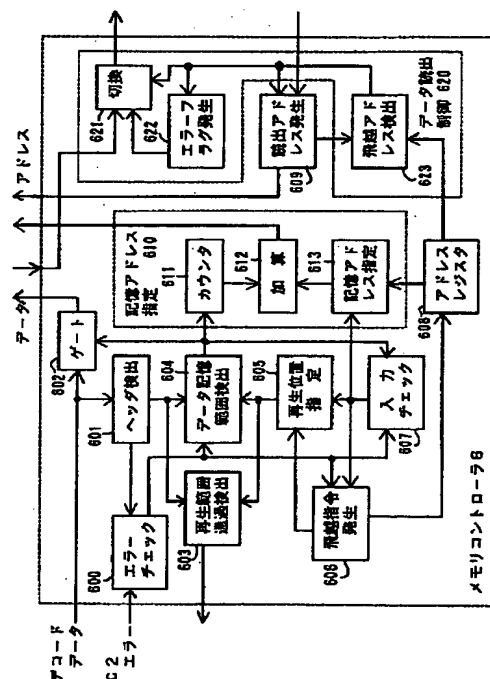 デコード
データ
C2
エラー
600
エラー
チェック
601
ヘッダ検出
602
ゲート
データ
アドレス
603
再生範囲
通過検出
604
データ記憶
範囲検出
605
再生位置
指定
606
飛越指令
発生
607
入力
チェック
608
アドレス
レジスタ
記憶アドレス
指定 610
611
カウンタ
612
加算
613
記憶アド
レス指定
609
読出アド
レス発生
621
切換
622
エラーフ
ラグ発生
623
飛越アド
レス検出
データ読出
制御 620
メモリコントローラ6